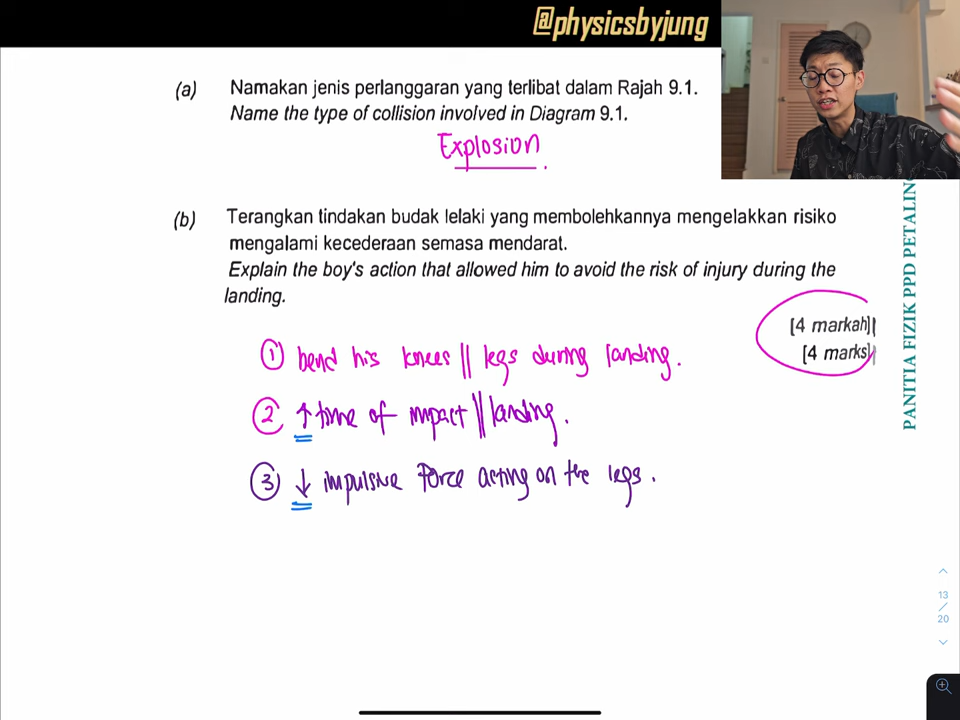 @physicsbyjung
(a) Namakan jenis perlanggaran yang terlibat dalam Rajah 9.1.
Name the type of collision involved in Diagram 9.1.
Explosion.
(b) Terangkan tindakan budak lelaki yang membolehkannya mengelakkan risiko
mengalami kecederaan semasa mendarat.
Explain the boy's action that allowed him to avoid the risk of injury during the
landing.
[4 markah]
[4 marks]
① bend his knees // legs during landing.
② ↑ time of impact // landing.
③ ↓ impulsive force acting on the legs.
PANITIA FIZIK PPD PETALING
13
/
20